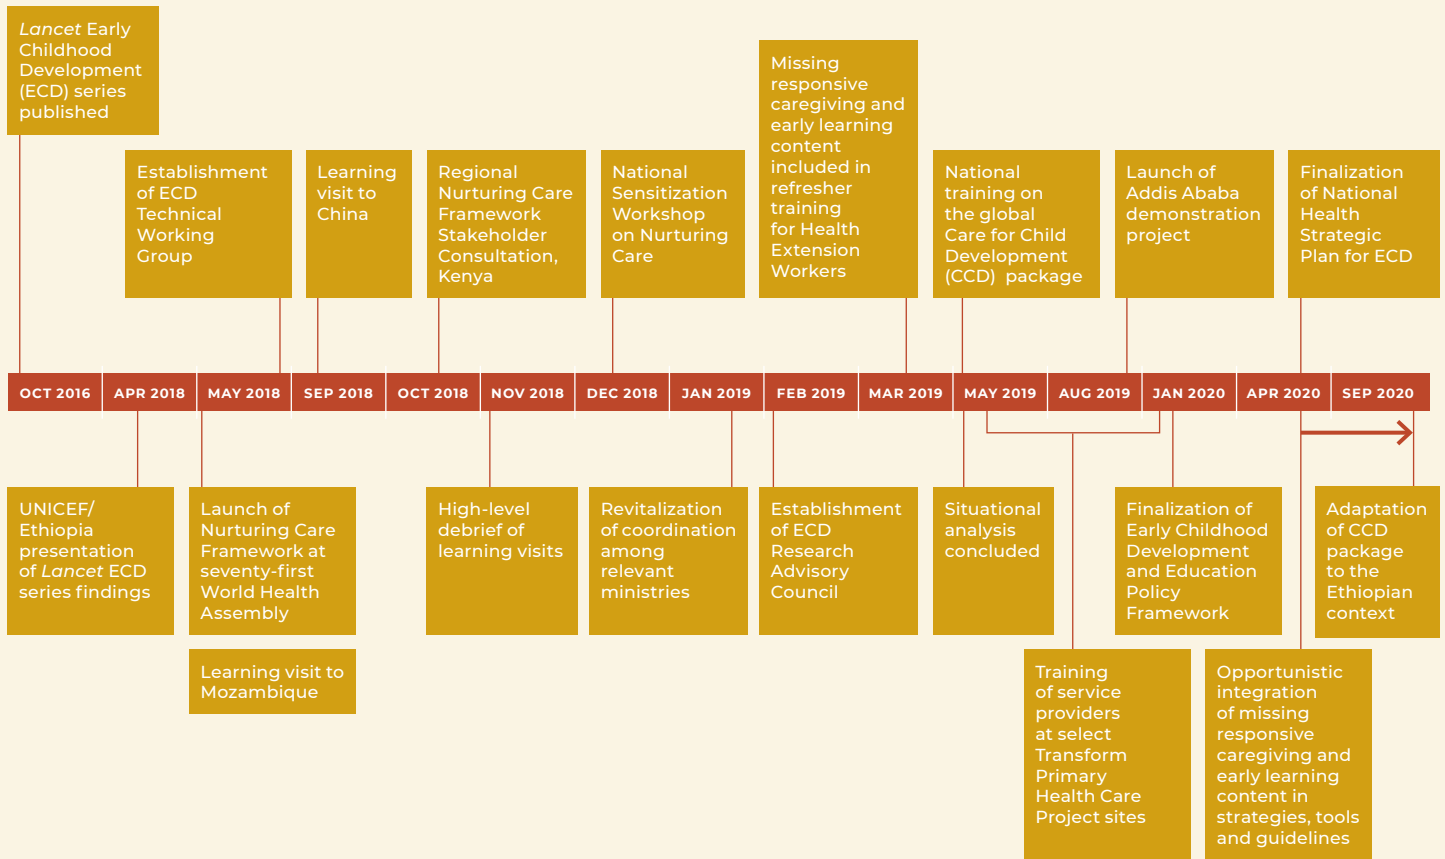 Lancet Early
Childhood
Development
(ECD) series
published
Establishment
of ECD
Technical
Working
Group
Learning
visit to
China
Regional
Nurturing Care
Framework
Stakeholder
Consultation,
Kenya
National
Sensitization
Workshop
on Nurturing
Care
Missing
responsive
caregiving and
early learning
content
included in
refresher
training
for Health
Extension
Workers
National
training on
the global
Care for Child
Development
(CCD) package
Launch of
Addis Ababa
demonstration
project
Finalization
of National
Health
Strategic
Plan for ECD
OCT 2016
APR 2018
MAY 2018
SEP 2018
OCT 2018
NOV 2018
DEC 2018
JAN 2019
FEB 2019
MAR 2019
MAY 2019
AUG 2019
JAN 2020
APR 2020
SEP 2020
UNICEF/
Ethiopia
presentation
of Lancet ECD
series findings
Launch of
Nurturing Care
Framework at
seventy-first
World Health
Assembly
Learning visit to
Mozambique
High-level
debrief of
learning visits
Revitalization
of coordination
among
relevant
ministries
Establishment
of ECD
Research
Advisory
Council
Situational
analysis
concluded
Training
of service
providers
at select
Transform
Primary
Health Care
Project sites
Finalization of
Early Childhood
Development
and Education
Policy
Framework
Opportunistic
integration
of missing
responsive
caregiving and
early learning
content in
strategies, tools
and guidelines
Adaptation
of CCD
package
to the
Ethiopian
context